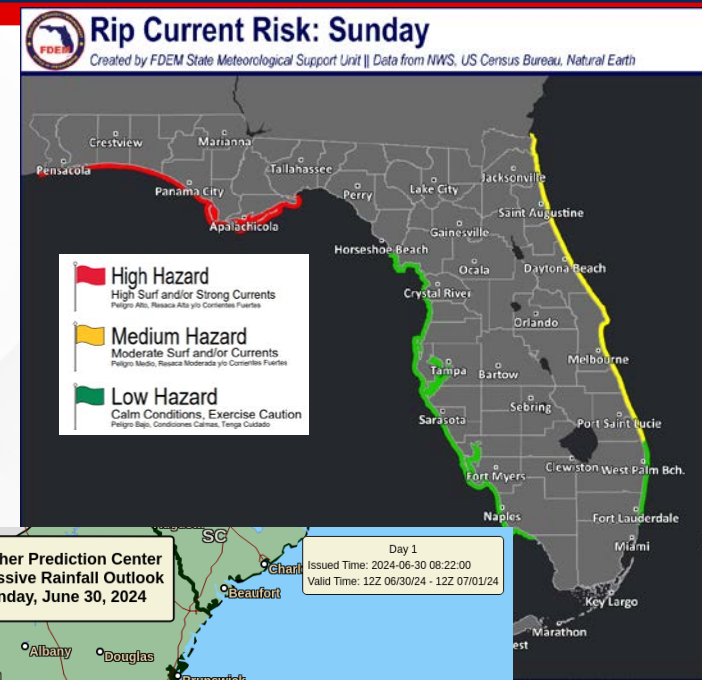 FDEM
Rip Current Risk: Sunday
Created by FDEM State Meteorological Support Unit || Data from NWS, US Census Bureau, Natural Earth
Crestview
Marianna
Pensacola
Tallahassee
Panama City
Perry
Lake City
Jacksonville
Apalachicola
Saint Augustine
Gainesville
Horseshoe Beach
Ocala
Daytona Beach
Crystal River
Orlando
Melbourne
Tampa
Bartow
Sebring
Sarasota
Port Saint Lucie
Fort Myers
Clewiston
West Palm Bch.
Naples
Fort Lauderdale
Miami
Key Largo
Marathon
est
High Hazard
High Surf and/or Strong Currents
Peligro Alto, Resaca Alta y/o Corrientes Fuertes
Medium Hazard
Moderate Surf and/or Currents
Peligro Medio, Resaca Moderada y/o Corrientes Fuertes
Low Hazard
Calm Conditions, Exercise Caution
Peligro Bajo, Condiciones Calmas, Tenga Cuidado
her Prediction Center
ssive Rainfall Outlook
nday, June 30, 2024
SC
Charl
Beaufort
Albany
Douglas
Brunswick
Day 1
Issued Time: 2024-06-30 08:22:00
Valid Time: 12Z 06/30/24 - 12Z 07/01/24